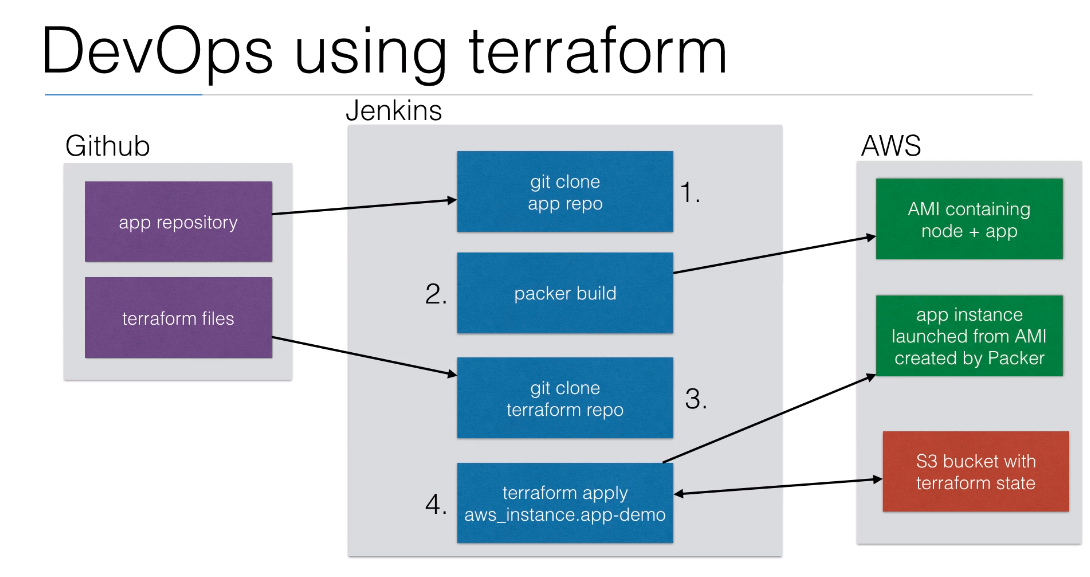 DevOps using terraform
Github
app repository
terraform files
Jenkins
git clone
app repo
1.
2.
packer build
git clone
terraform repo
3.
4.
terraform apply
aws_instance.app-demo
AWS
AMI containing
node + app
app instance
launched from AMI
created by Packer
S3 bucket with
terraform state